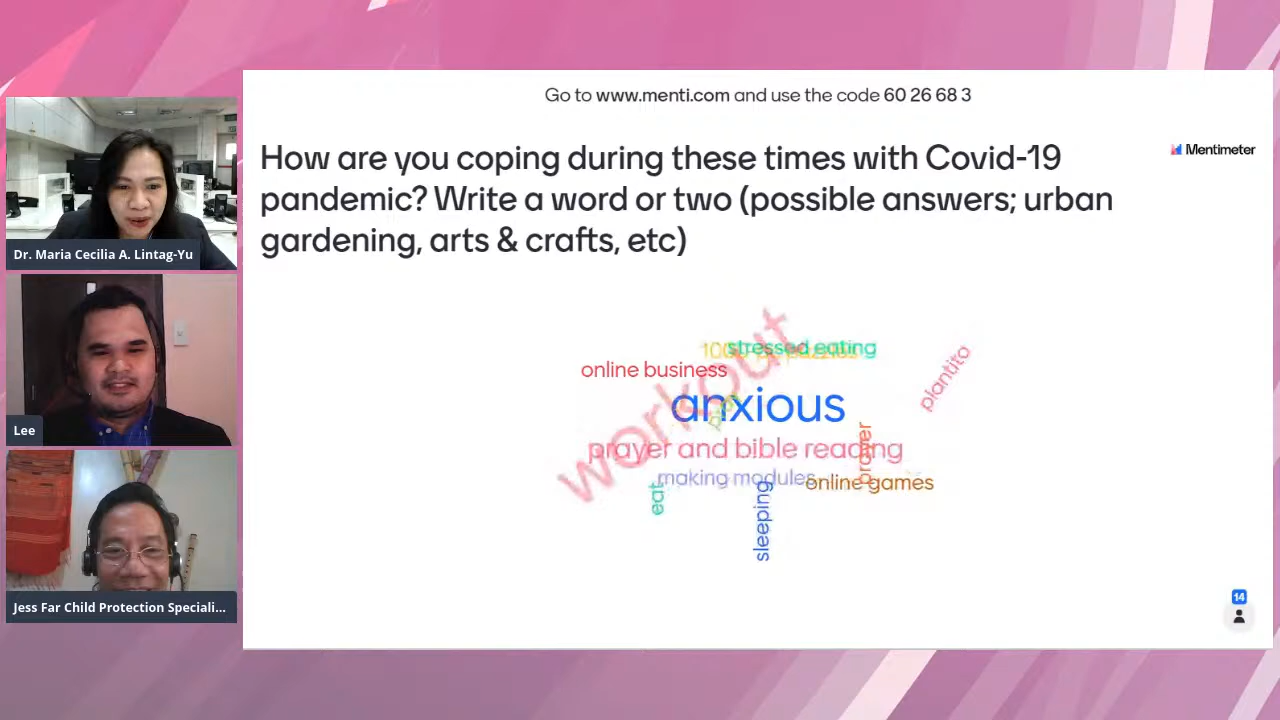 Go to www.menti.com and use the code 60 26 68 3
Mentimeter
How are you coping during these times with Covid-19
pandemic? Write a word or two (possible answers; urban
gardening, arts & crafts, etc)
stressed eating
online business
workout
plantito
anxious
prayer and bible reading
prayer
making modules
online games
eat
sleeping
14
Dr. Maria Cecilia A. Lintag-Yu
Lee
Jess Far Child Protection Speciali...